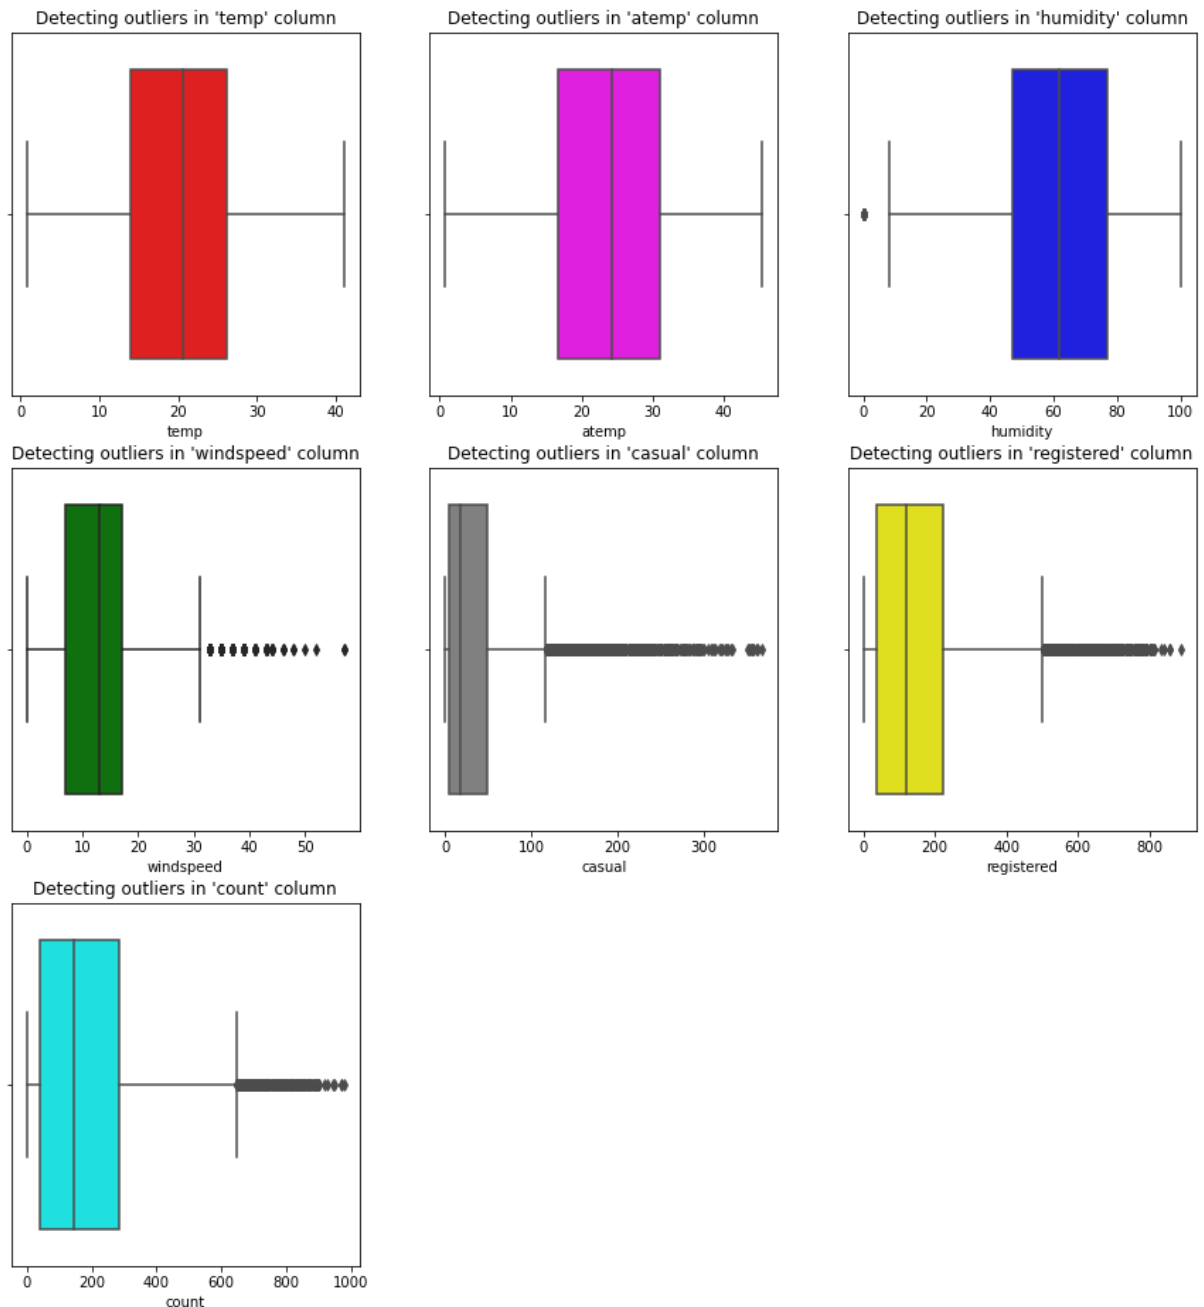 Detecting outliers in 'temp' column
0 10 20 30 40
temp
Detecting outliers in 'atemp' column
0 10 20 30 40
atemp
Detecting outliers in 'humidity' column
0 20 40 60 80 100
humidity
Detecting outliers in 'windspeed' column
0 10 20 30 40 50
windspeed
Detecting outliers in 'casual' column
0 100 200 300
casual
Detecting outliers in 'registered' column
0 200 400 600 800
registered
Detecting outliers in 'count' column
0 200 400 600 800 1000
count